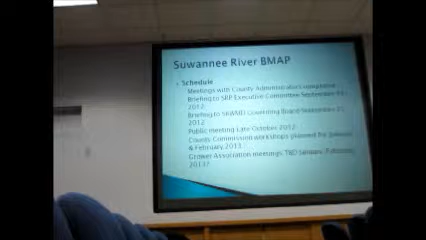 Suwannee River BMAP
Schedule
Meetings with County Administrators complete
Briefing to SRP Executive Committee September
2012
Briefing to SRWMD Governing Board September
2012
Public meeting Late October 2012
County Commission workshops planned for January
& February 2013
Grower Association meetings TBD January February
2013?